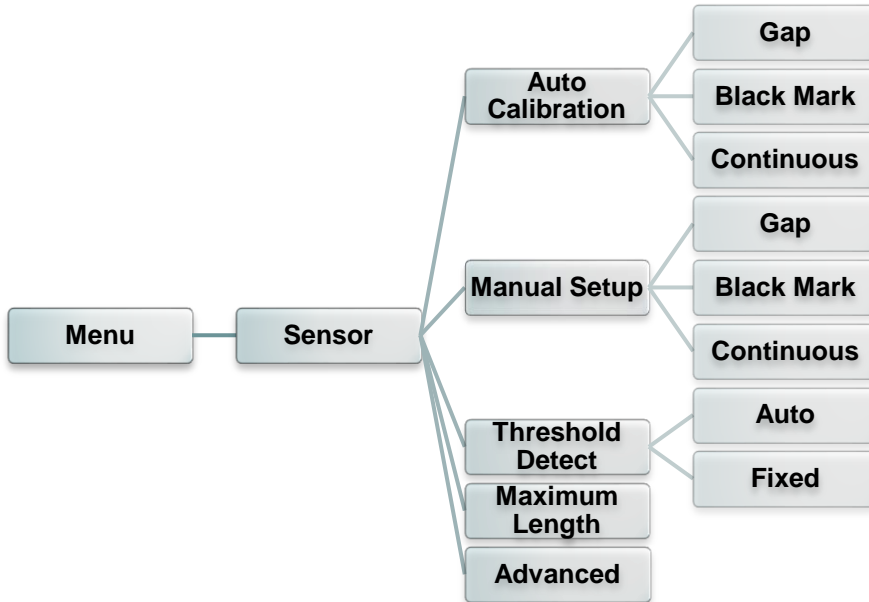 Menu
Sensor
Auto
Calibration
Gap
Black Mark
Continuous
Manual Setup
Gap
Black Mark
Continuous
Threshold
Detect
Auto
Fixed
Maximum
Length
Advanced